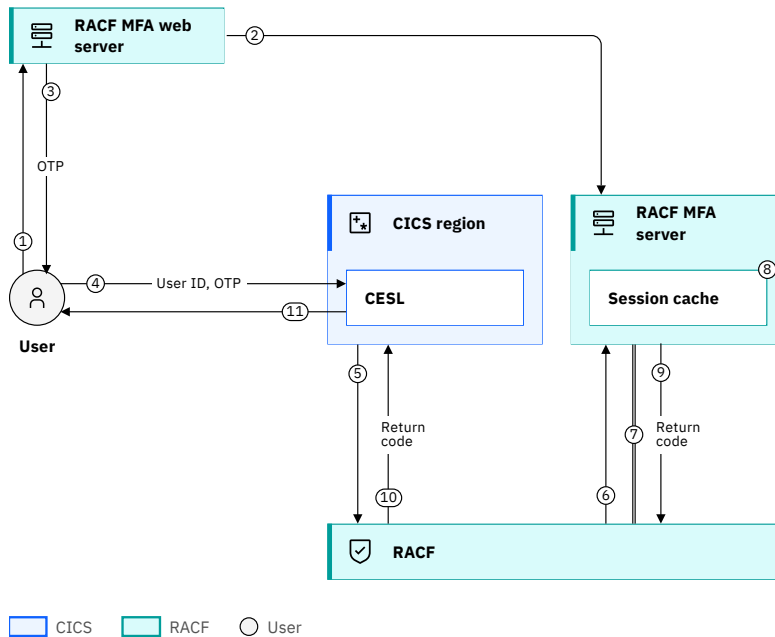 RACF MFA web
server
2
3
OTP
1
CICS region
RACF MFA
server
8
4
User ID, OTP
CESL
Session cache
11
User
5
9
Return
code
7
Return
code
10
6
RACF
CICS
RACF
User